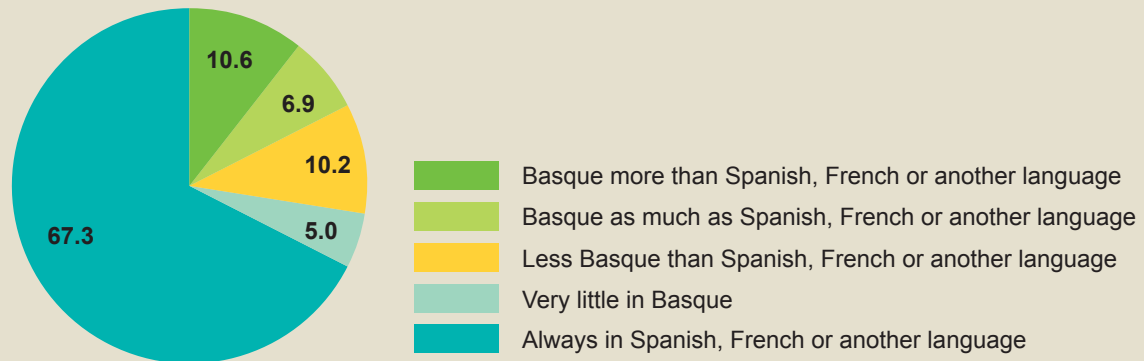 10.6
6.9
10.2
5.0
67.3
Basque more than Spanish, French or another language
Basque as much as Spanish, French or another language
Less Basque than Spanish, French or another language
Very little in Basque
Always in Spanish, French or another language